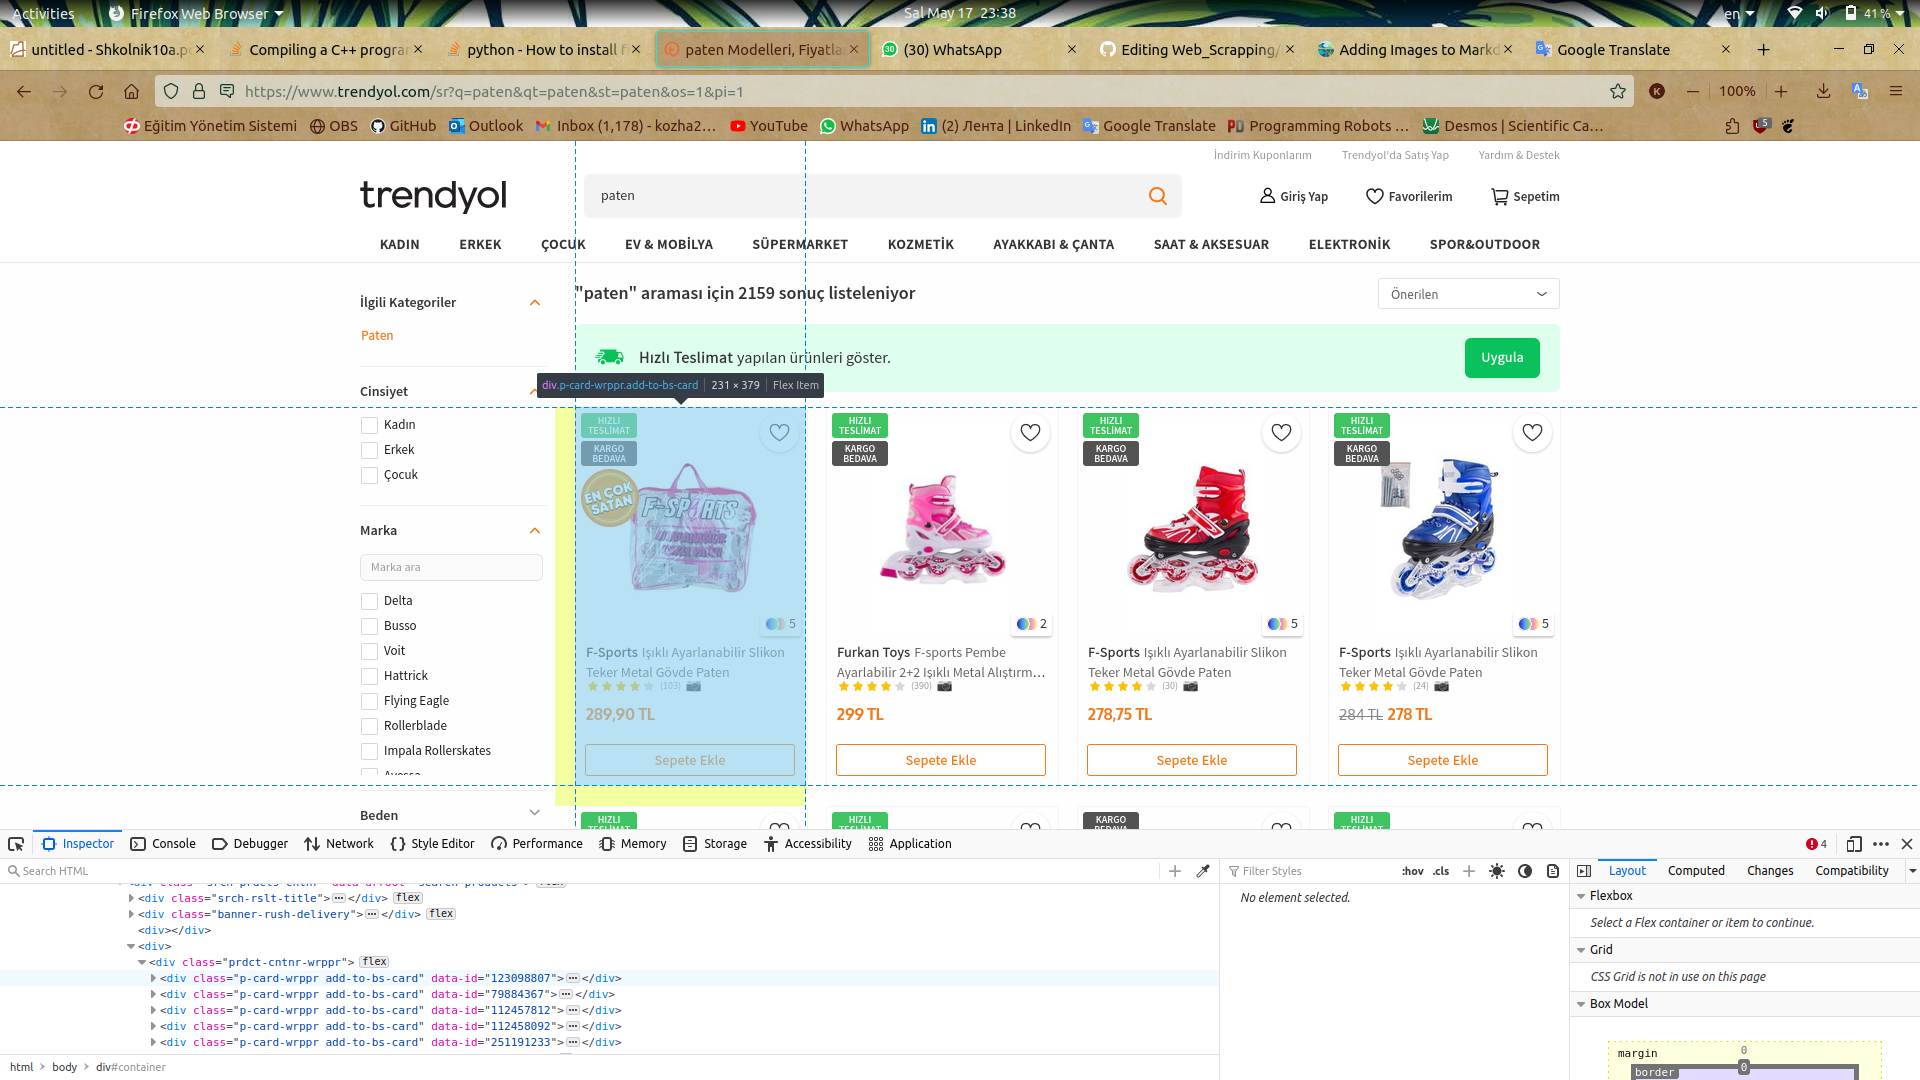 Activities
Firefox Web Browser
Sat May 17 23:38
en
41 %
untitled - Shkolnik10a.p
Compiling a C++ progra
python - How to install f
paten Modelleri, Fiyatla
(30) WhatsApp
Editing Web_Scrapping/
Adding Images to Markd
Google Translate
https://www.trendyol.com/sr?q=paten&qt=paten&st=paten&os=1&pi=1
K
100%
Eğitim Yönetim Sistemi
OBS
GitHub
Outlook
Inbox (1,178) - kozha2…
YouTube
WhatsApp
(2) Лента | LinkedIn
Google Translate
Programming Robots …
Desmos | Scientific Ca…
5
İndirim Kuponlarım
Trendyol'da Satış Yap
Yardım & Destek
trendyol
paten
Giriş Yap
Favorilerim
Sepetim
KADIN
ERKEK
ÇOCUK
EV & MOBİLYA
SÜPERMARKET
KOZMETİK
AYAKKABI & ÇANTA
SAAT & AKSESUAR
ELEKTRONİK
SPOR&OUTDOOR
İlgili Kategoriler
Paten
Cinsiyet
Kadın
Erkek
Çocuk
Marka
Marka ara
Delta
Busso
Voit
Hattrick
Flying Eagle
Rollerblade
Impala Rollerskates
Beden
"paten" araması için 2159 sonuç listeleniyor
Önerilen
Hızlı Teslimat yapılan ürünleri göster.
Uygula
div.p-card-wrppr.add-to-bs-card
231 × 379
Flex Item
HIZLI
TESLİMAT
KARGO
BEDAVA
EN ÇOK
SATAN
F-SPORTS
5
F-Sports Işıklı Ayarlanabilir Slikon
Teker Metal Gövde Paten
(103)
289,90 TL
Sepete Ekle
HIZLI
TESLİMAT
KARGO
BEDAVA
2
Furkan Toys F-sports Pembe
Ayarlabilir 2+2 Işıklı Metal Alıştırm…
(390)
299 TL
Sepete Ekle
HIZLI
TESLİMAT
KARGO
BEDAVA
5
F-Sports Işıklı Ayarlanabilir Slikon
Teker Metal Gövde Paten
(30)
278,75 TL
Sepete Ekle
HIZLI
TESLİMAT
KARGO
BEDAVA
5
F-Sports Işıklı Ayarlanabilir Slikon
Teker Metal Gövde Paten
(24)
284 TL 278 TL
Sepete Ekle
HIZLI
TESLİMAT
HIZLI
TESLİMAT
KARGO
BEDAVA
HIZLI
TESLİMAT
Inspector
Console
Debugger
Network
Style Editor
Performance
Memory
Storage
Accessibility
Application
4
Search HTML
Filter Styles
:hov
.cls
Layout
Computed
Changes
Compatibility
<div class="srch-rslt-title">…</div> flex
<div class="banner-rush-delivery">…</div> flex
<div></div>
<div>
<div class="prdct-cntnr-wrppr"> flex
<div class="p-card-wrppr add-to-bs-card" data-id="123098807">…</div>
<div class="p-card-wrppr add-to-bs-card" data-id="79884367">…</div>
<div class="p-card-wrppr add-to-bs-card" data-id="112457812">…</div>
<div class="p-card-wrppr add-to-bs-card" data-id="112458092">…</div>
<div class="p-card-wrppr add-to-bs-card" data-id="251191233">…</div>
html
body
div#container
No element selected.
Flexbox
Select a Flex container or item to continue.
Grid
CSS Grid is not in use on this page
Box Model
margin
0
border
0